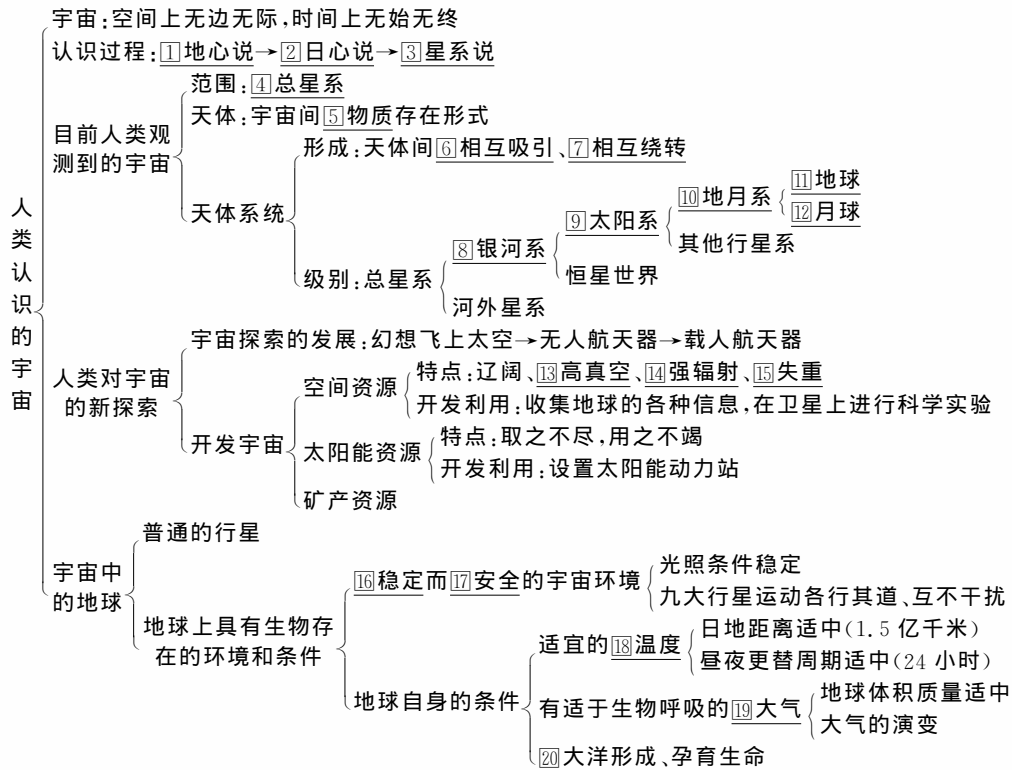 人类认识的宇宙
宇宙:空间上无边无际,时间上无始无终
认识过程:1地心说→2日心说→3星系说
目前人类观
测到的宇宙
范围:4总星系
天体:宇宙间5物质存在形式
天体系统
形成:天体间6相互吸引、7相互绕转
级别:总星系
8银河系
9太阳系
10地月系
11地球
12月球
其他行星系
恒星世界
河外星系
人类对宇宙
的新探索
宇宙探索的发展:幻想飞上太空→无人航天器→载人航天器
开发宇宙
空间资源
特点:辽阔、13高真空、14强辐射、15失重
开发利用:收集地球的各种信息,在卫星上进行科学实验
太阳能资源
特点:取之不尽,用之不竭
开发利用:设置太阳能动力站
矿产资源
宇宙中
的地球
普通的行星
地球上具有生物存
在的环境和条件
16稳定而17安全的宇宙环境
光照条件稳定
九大行星运动各行其道、互不干扰
地球自身的条件
适宜的18温度
日地距离适中(1.5 亿千米)
昼夜更替周期适中(24 小时)
有适于生物呼吸的19大气
地球体积质量适中
大气的演变
20大洋形成、孕育生命